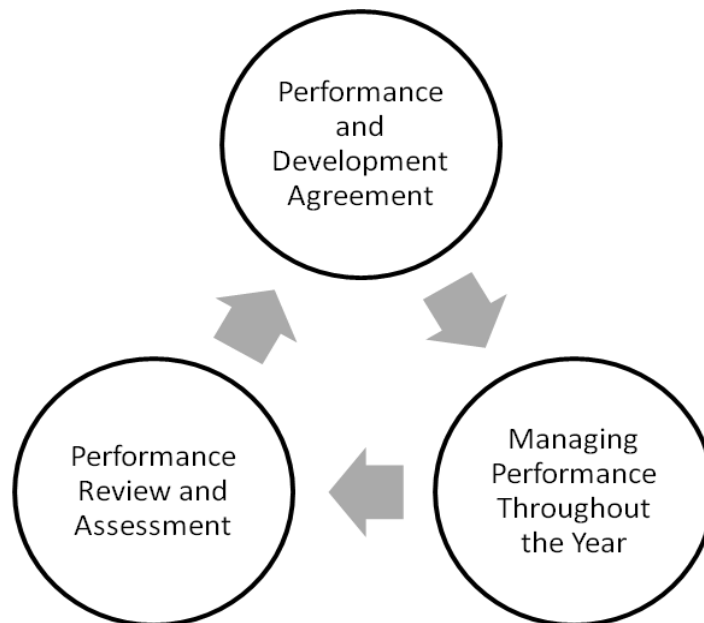 Performance
and
Development
Agreement
Managing
Performance
Throughout
the Year
Performance
Review and
Assessment